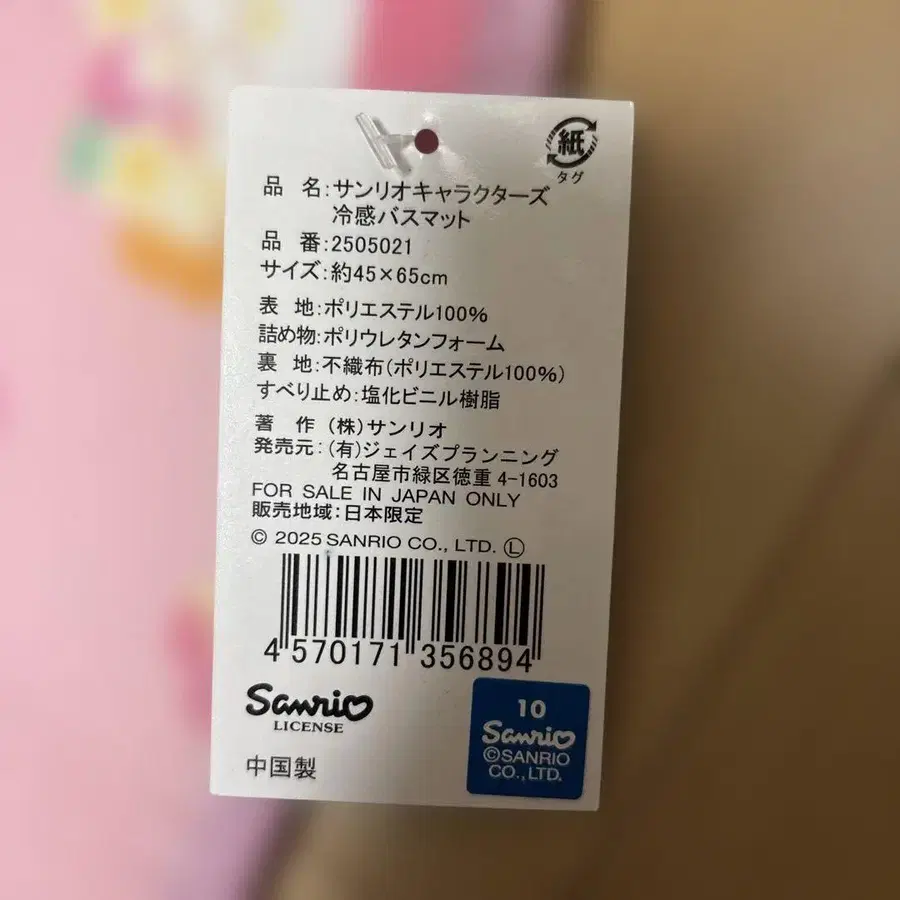 紙
タグ
品 名:サンリオキャラクターズ
冷感バスマット
品 番:2505021
サイズ:約45×65cm
表 地:ポリエステル100%
詰め物:ポリウレタンフォーム
裏 地:不織布(ポリエステル100%)
すべり止め:塩化ビニル樹脂
著 作 (株)サンリオ
発売元:(有)ジェイズプランニング
名古屋市緑区徳重 4-1603
FOR SALE IN JAPAN ONLY
販売地域:日本限定
© 2025 SANRIO CO., LTD. Ⓛ
4 570171 356894
Sanrio
LICENSE
中国製
10
Sanrio
©SANRIO
CO.,LTD.